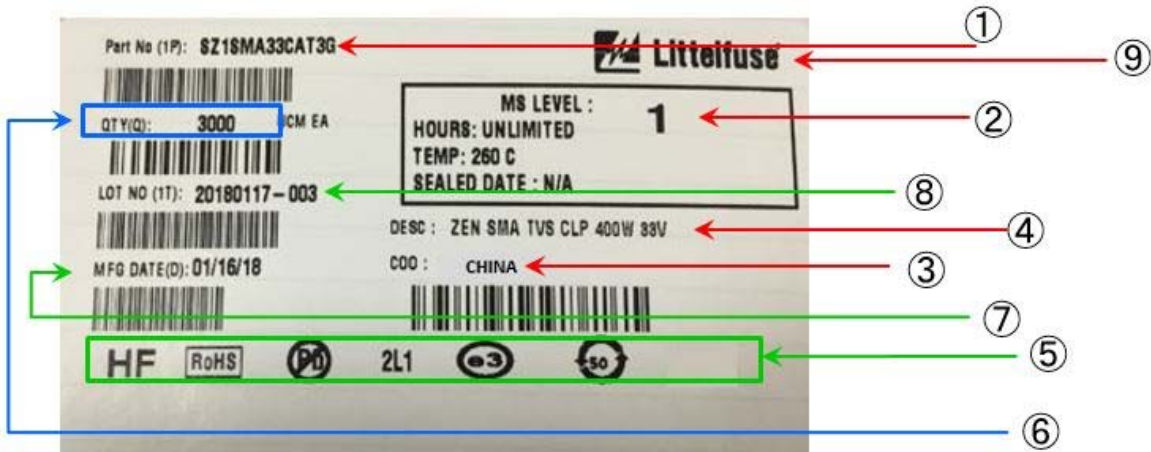 Part No (1P): SZ1SMA33CAT3G
①
Littelfuse
⑨
QTY(Q): 3000 NCM EA
MS LEVEL : 1
②
HOURS: UNLIMITED
TEMP: 260 C
SEALED DATE : N/A
LOT NO (1T): 20180117-003
⑧
DESC : ZEN SMA TVS CLP 400W 33V
④
MFG DATE(D): 01/16/18
COO : CHINA
③
⑦
HF RoHS Pb 2L1 e3 50
⑤
⑥